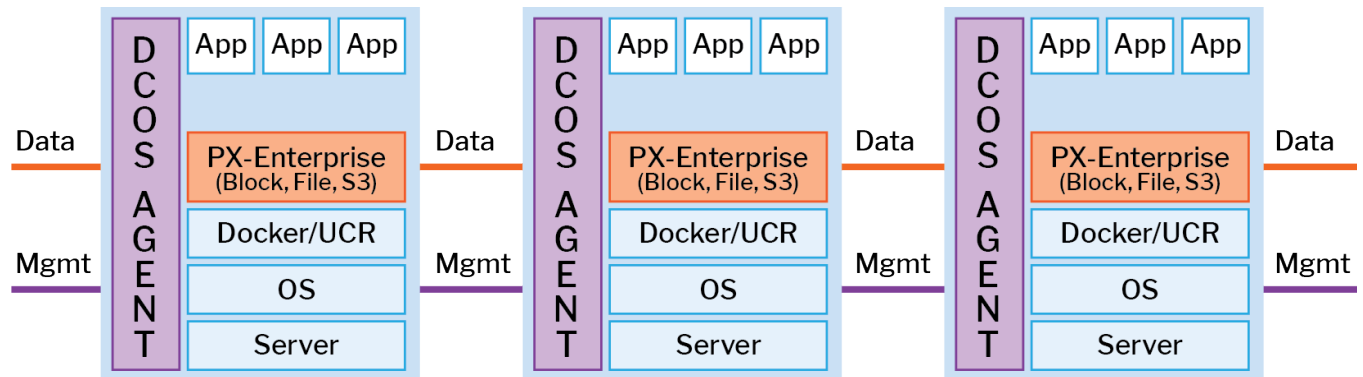 DCOS AGENT
App App App
PX-Enterprise
(Block, File, S3)
Docker/UCR
OS
Server
DCOS AGENT
App App App
PX-Enterprise
(Block, File, S3)
Docker/UCR
OS
Server
DCOS AGENT
App App App
PX-Enterprise
(Block, File, S3)
Docker/UCR
OS
Server
Data
Data
Data
Data
Mgmt
Mgmt
Mgmt
Mgmt